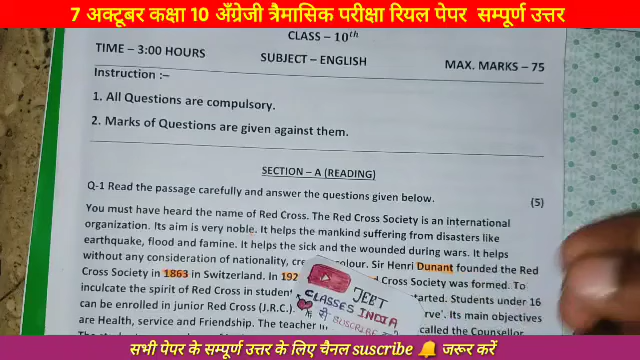 7 अक्टूबर कक्षा 10 अँग्रेजी त्रैमासिक परीक्षा रियल पेपर सम्पूर्ण उत्तर
CLASS – 10th
TIME – 3:00 HOURS SUBJECT – ENGLISH MAX. MARKS – 75
Instruction :–
1. All Questions are compulsory.
2. Marks of Questions are given against them.
SECTION – A (READING)
Q-1 Read the passage carefully and answer the questions given below. (5)
You must have heard the name of Red Cross. The Red Cross Society is an international
organization. Its aim is very noble. It helps the mankind suffering from disasters like
earthquake, flood and famine. It helps the sick and the wounded during wars. It helps
without any consideration of nationality, colour. Sir Henri Dunant founded the Red
Cross Society in 1863 in Switzerland. In 192 Cross Society was formed. To
inculcate the spirit of Red Cross in student started. Students under 16
can be enrolled in junior Red Cross (J.R.C.). rve'. Its main objectives
are Health, service and Friendship. The teacher called the Counsellor
JEET
CLASSES INDIA
को SUBSCRIBE
सभी पेपर के सम्पूर्ण उत्तर के लिए चैनल suscribe 🔔 जरूर करें